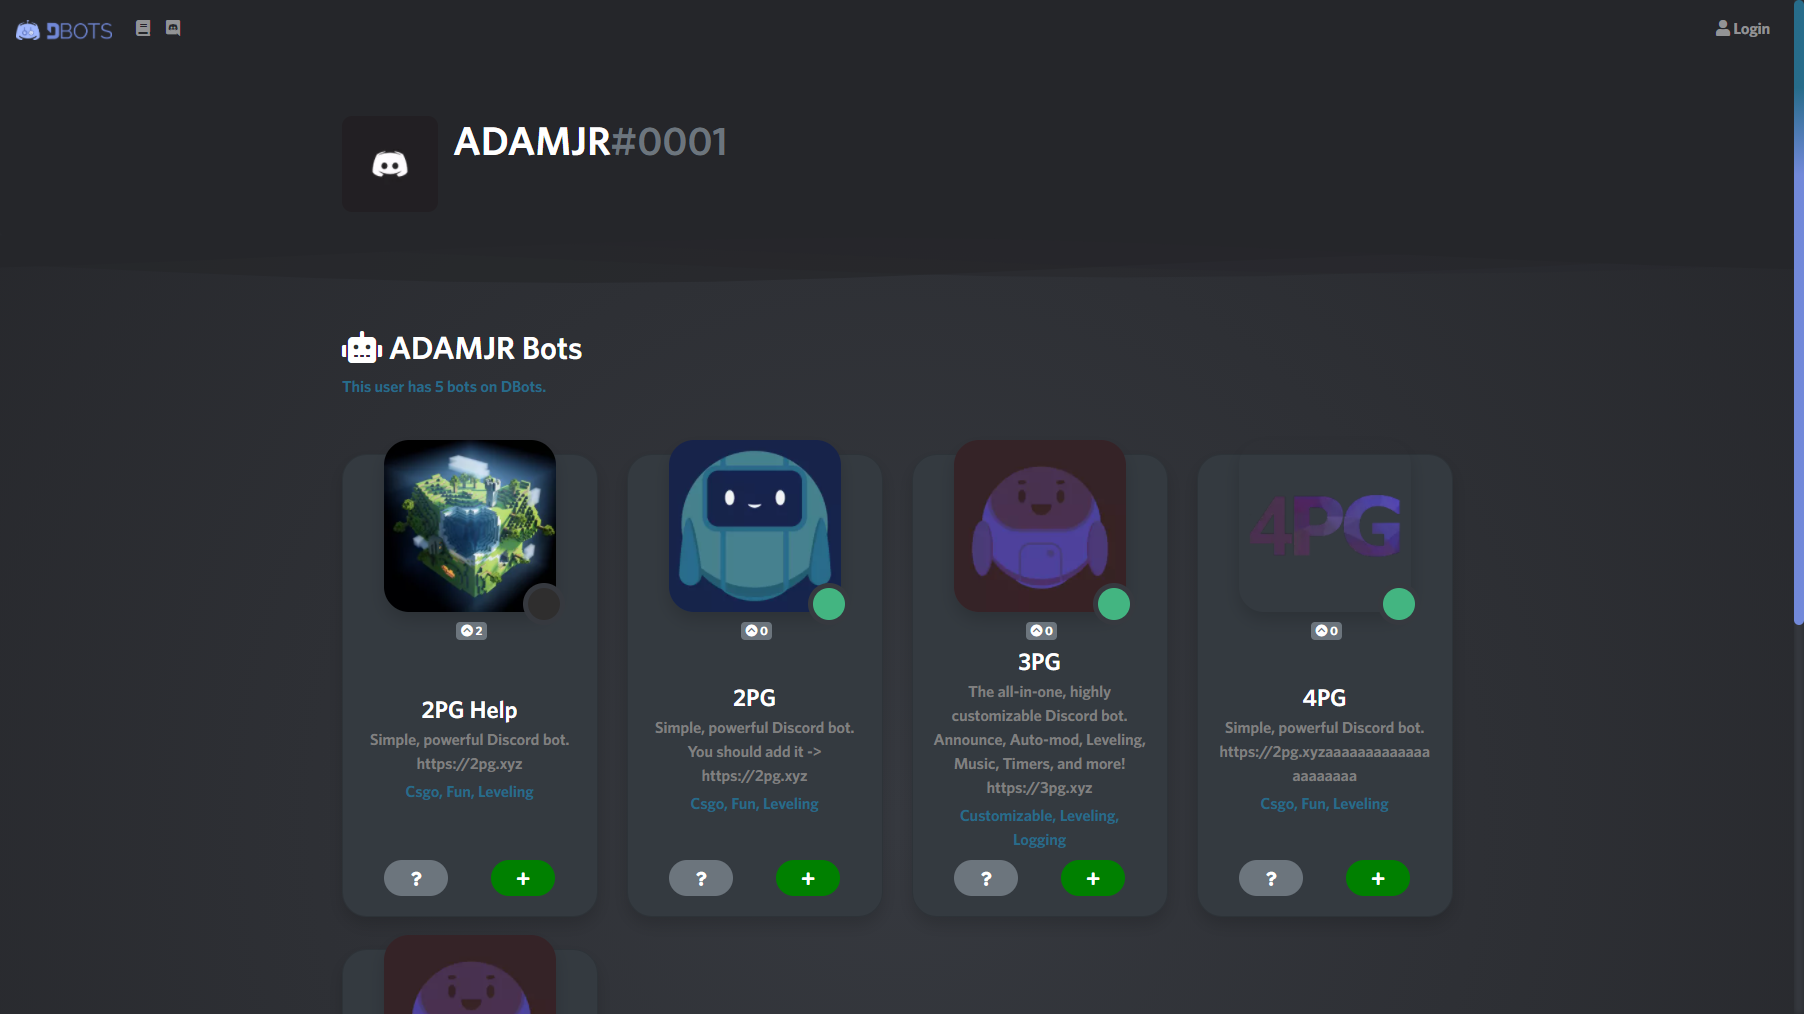 DBOTS
Login
ADAMJR#0001
ADAMJR Bots
This user has 5 bots on DBots.
2
2PG Help
Simple, powerful Discord bot.
https://2pg.xyz
Csgo, Fun, Leveling
?
+
0
2PG
Simple, powerful Discord bot.
You should add it ->
https://2pg.xyz
Csgo, Fun, Leveling
?
+
0
3PG
The all-in-one, highly
customizable Discord bot.
Announce, Auto-mod, Leveling,
Music, Timers, and more!
https://3pg.xyz
Customizable, Leveling,
Logging
?
+
4PG
0
4PG
Simple, powerful Discord bot.
https://2pg.xyzaaaaaaaaaaaaa
aaaaaaaa
Csgo, Fun, Leveling
?
+